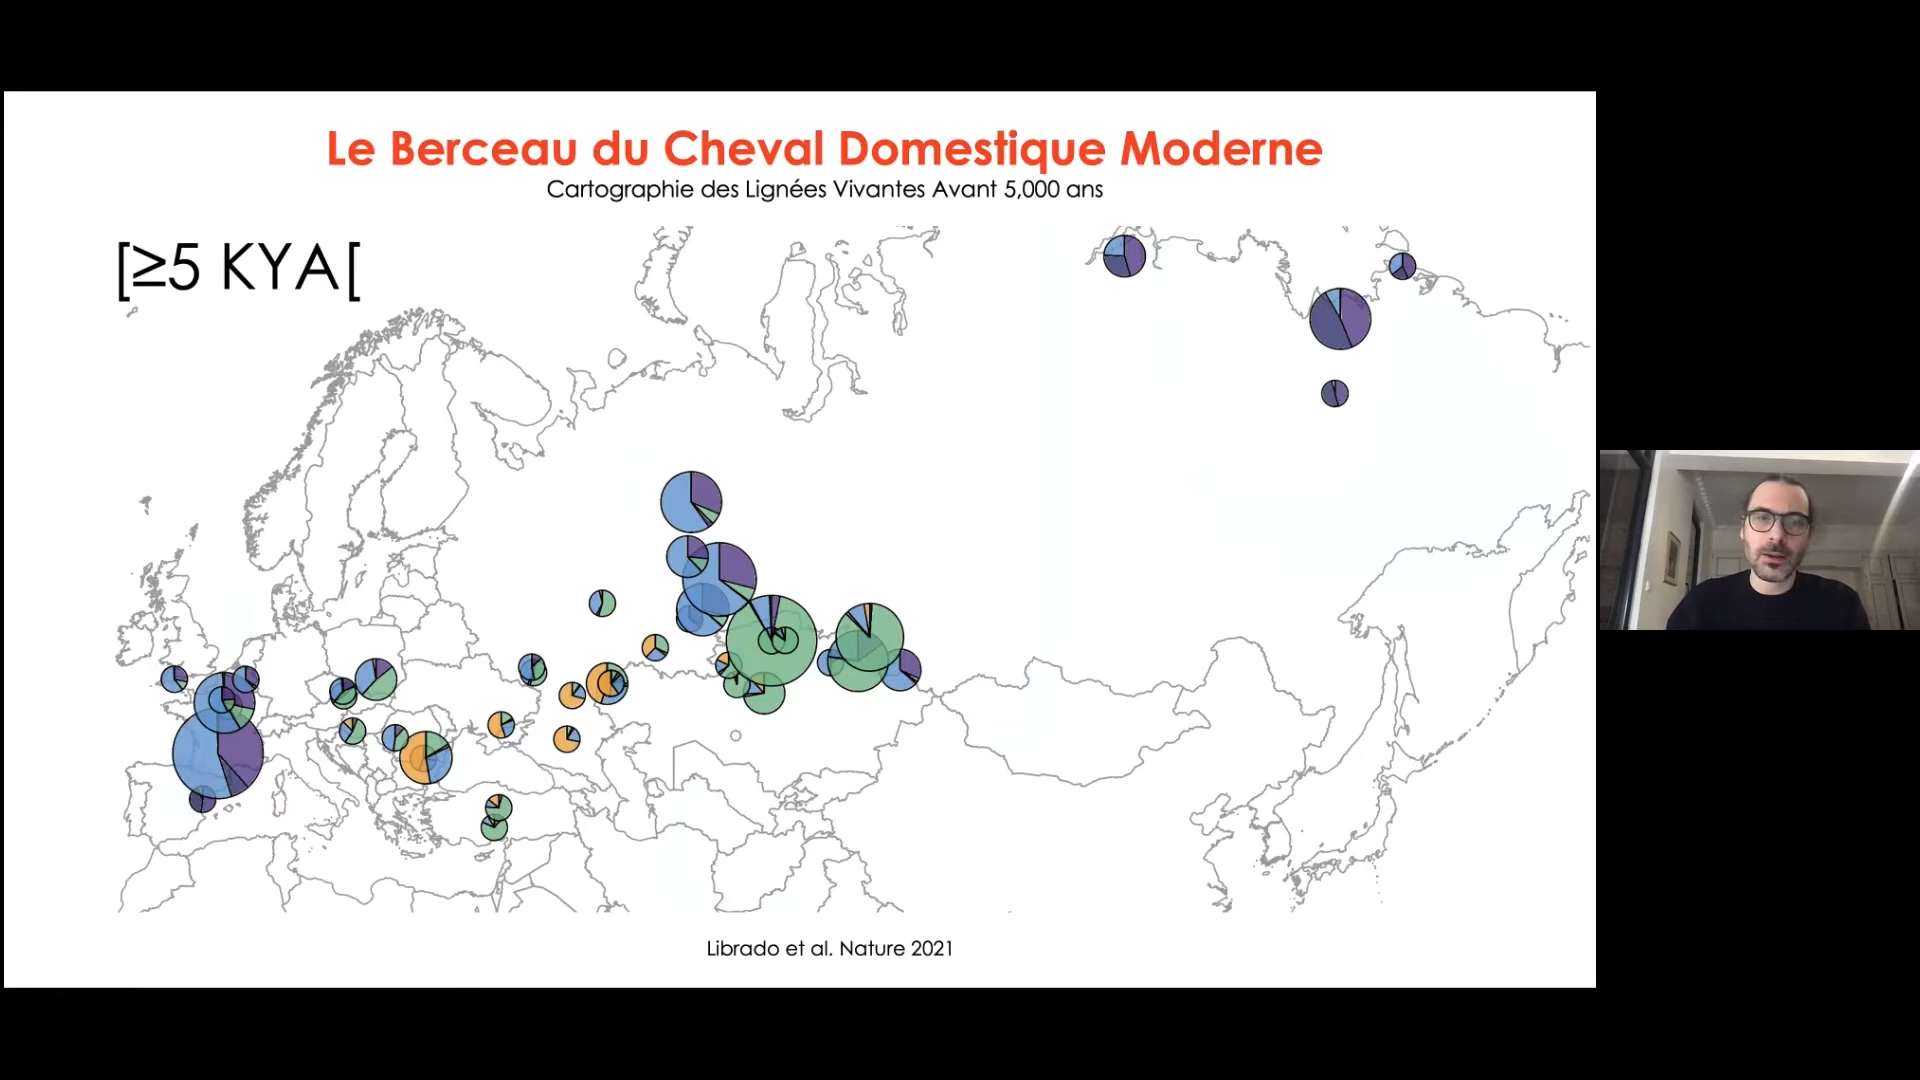 Le Berceau du Cheval Domestique Moderne
Cartographie des Lignées Vivantes Avant 5,000 ans
[≥5 KYA[
Librado et al. Nature 2021